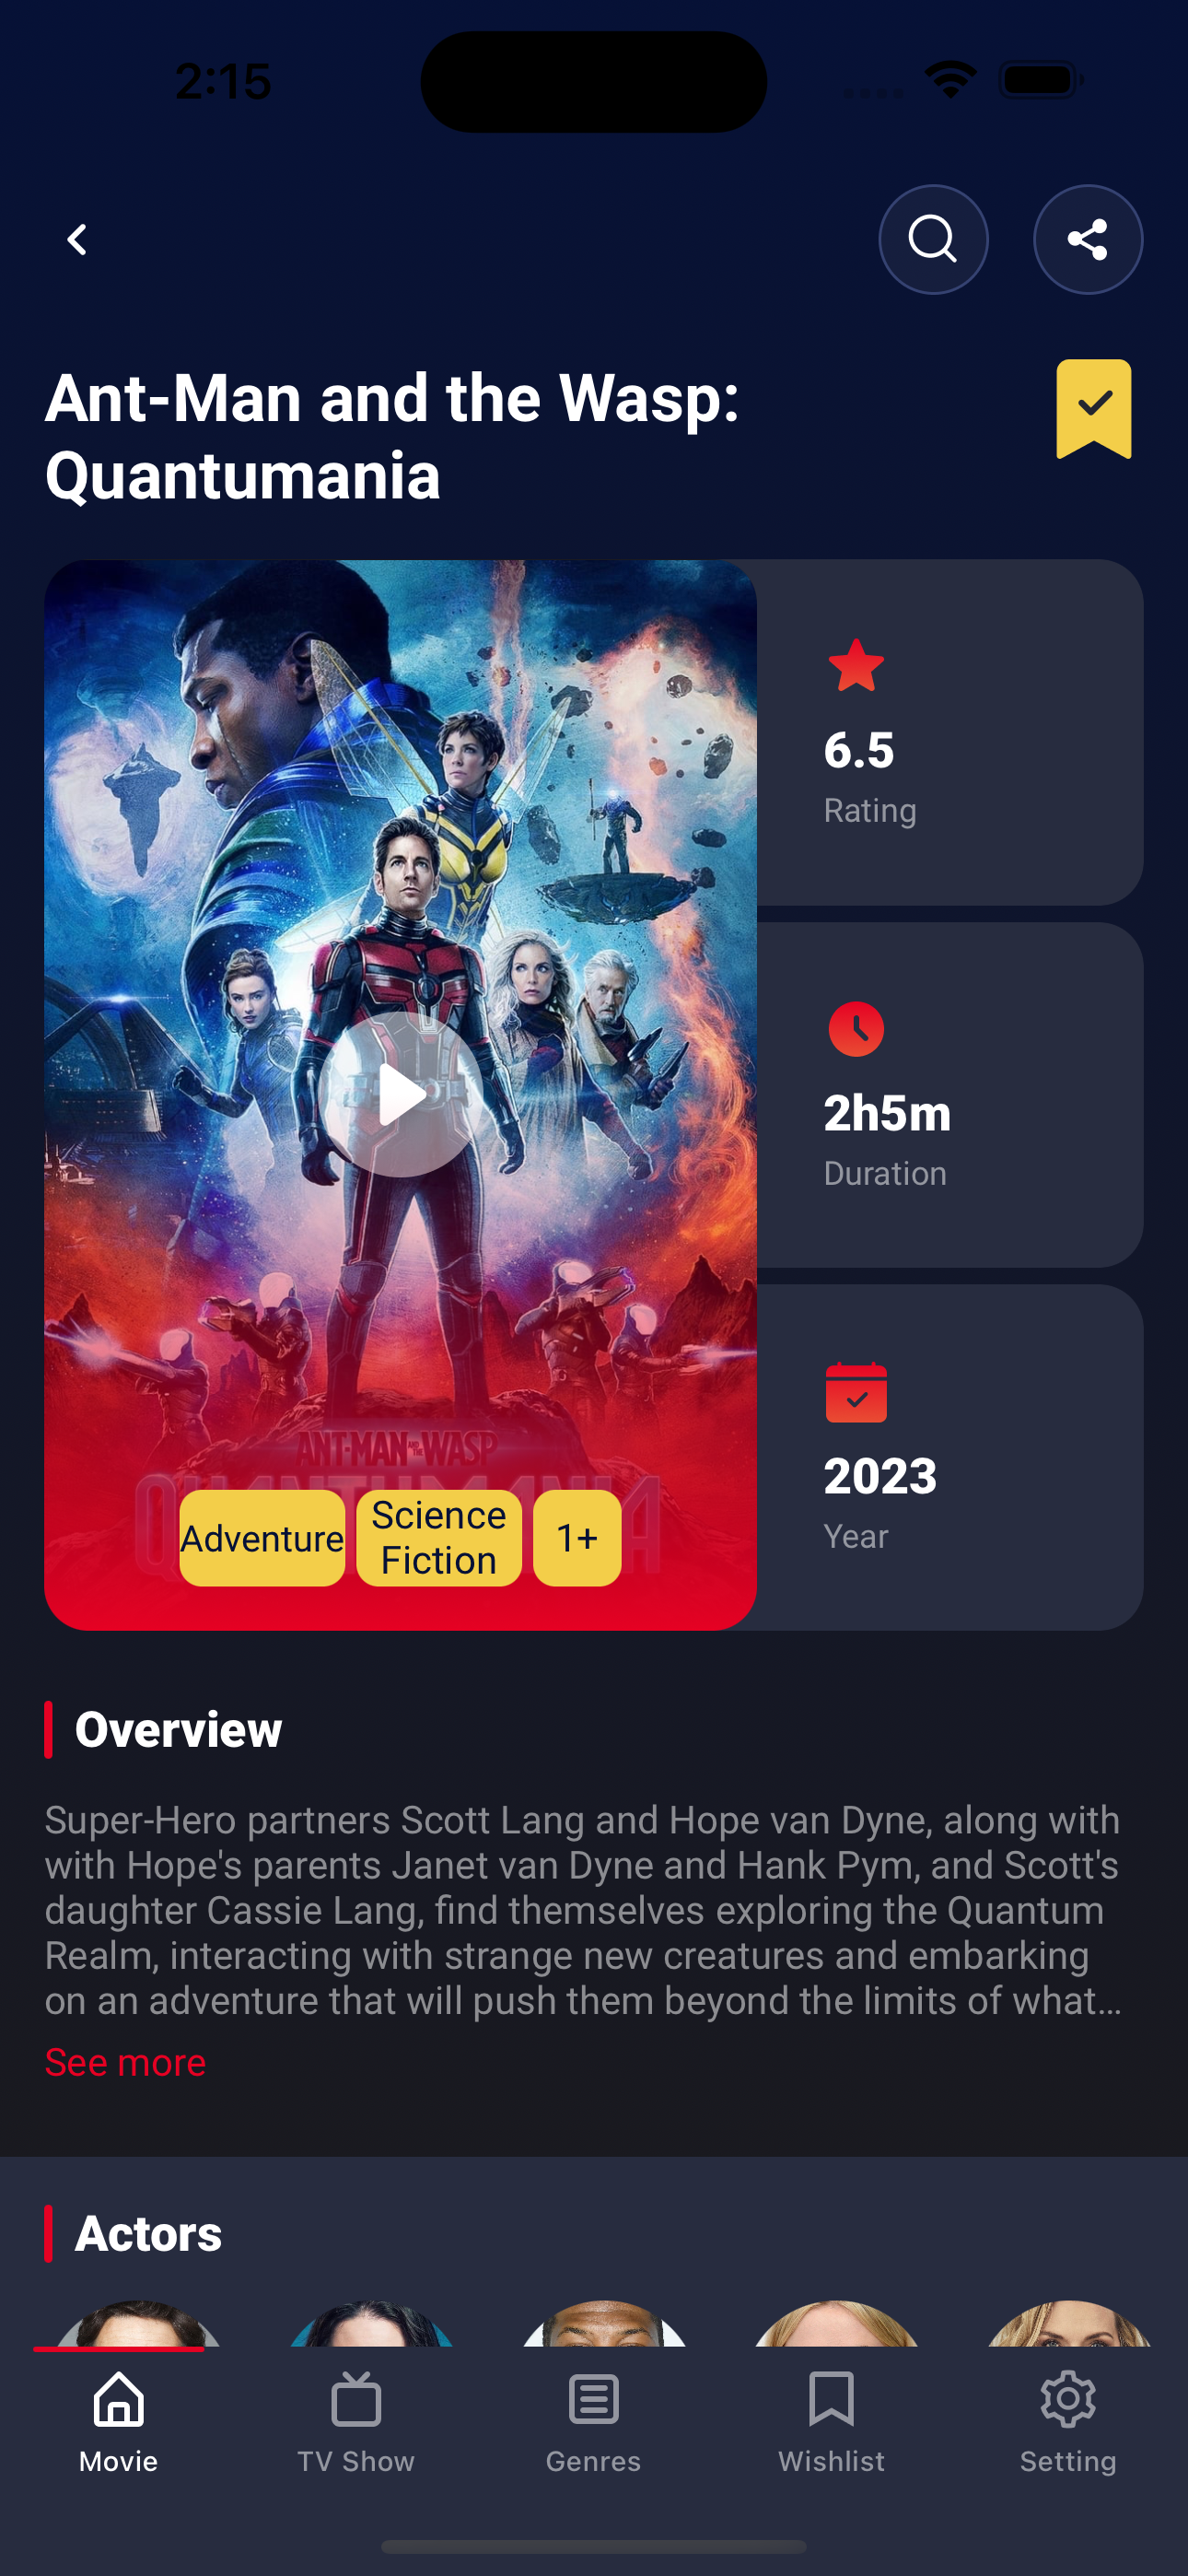 2:15
Ant-Man and the Wasp:
Quantumania
6.5
Rating
2h5m
Duration
2023
Year
ANT-MAN AND THE WASP
QUANTUMANIA
Adventure
Science
Fiction
1+
Overview
Super-Hero partners Scott Lang and Hope van Dyne, along with
with Hope's parents Janet van Dyne and Hank Pym, and Scott's
daughter Cassie Lang, find themselves exploring the Quantum
Realm, interacting with strange new creatures and embarking
on an adventure that will push them beyond the limits of what...
See more
Actors
Movie
TV Show
Genres
Wishlist
Setting